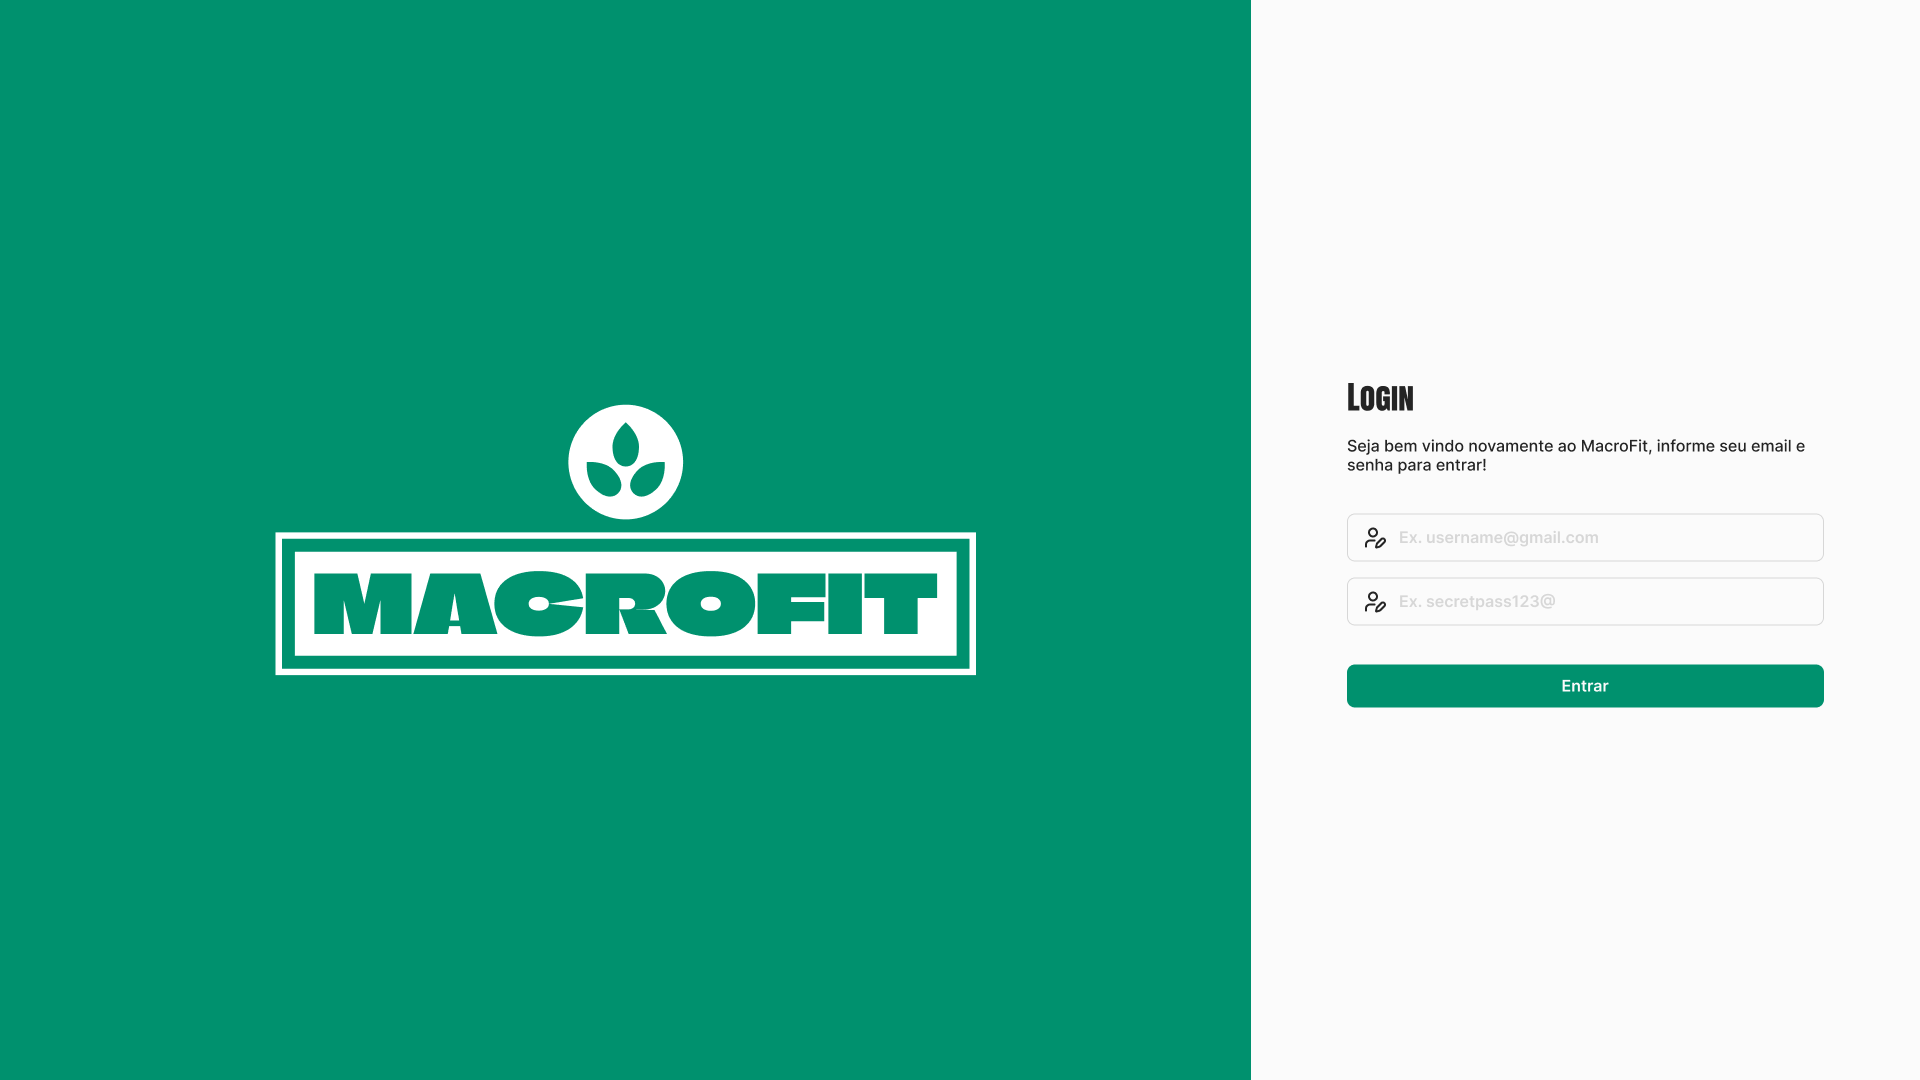 MACROFIT
LOGIN
Seja bem vindo novamente ao MacroFit, informe seu email e
senha para entrar!
Ex. username@gmail.com
Ex. secretpass123@
Entrar